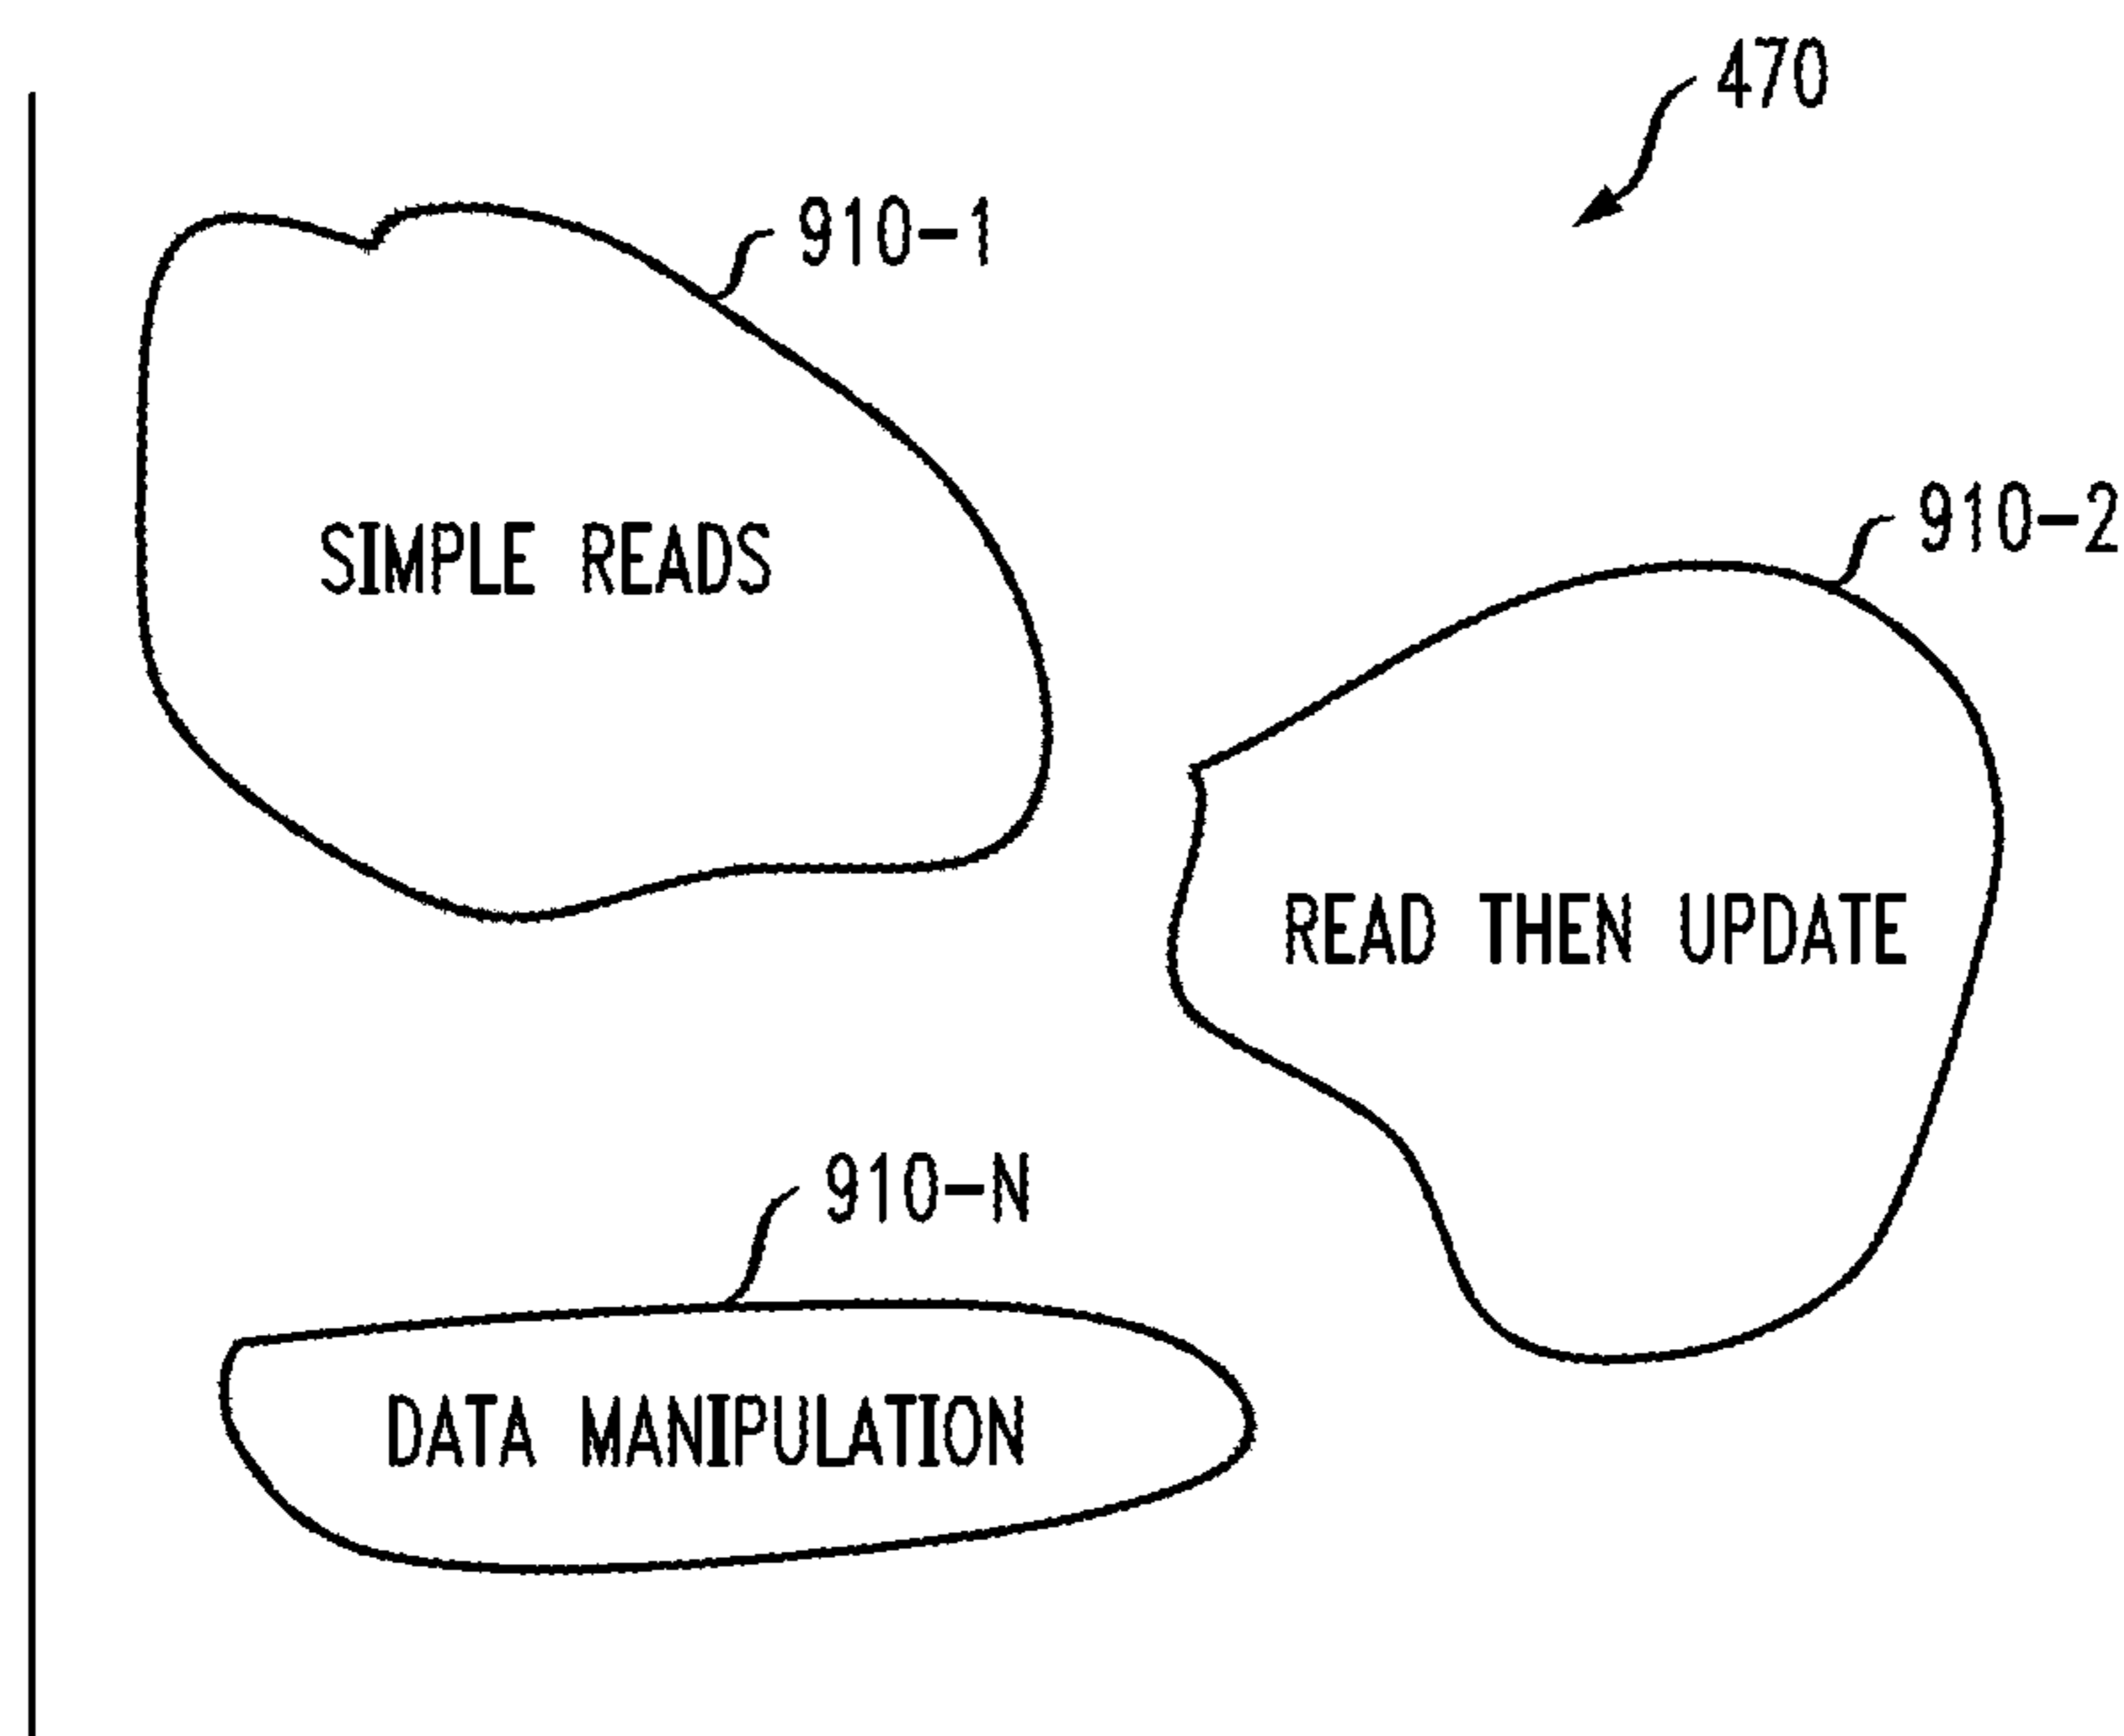 470
910-1
SIMPLE READS
910-2
READ THEN UPDATE
910-N
DATA MANIPULATION